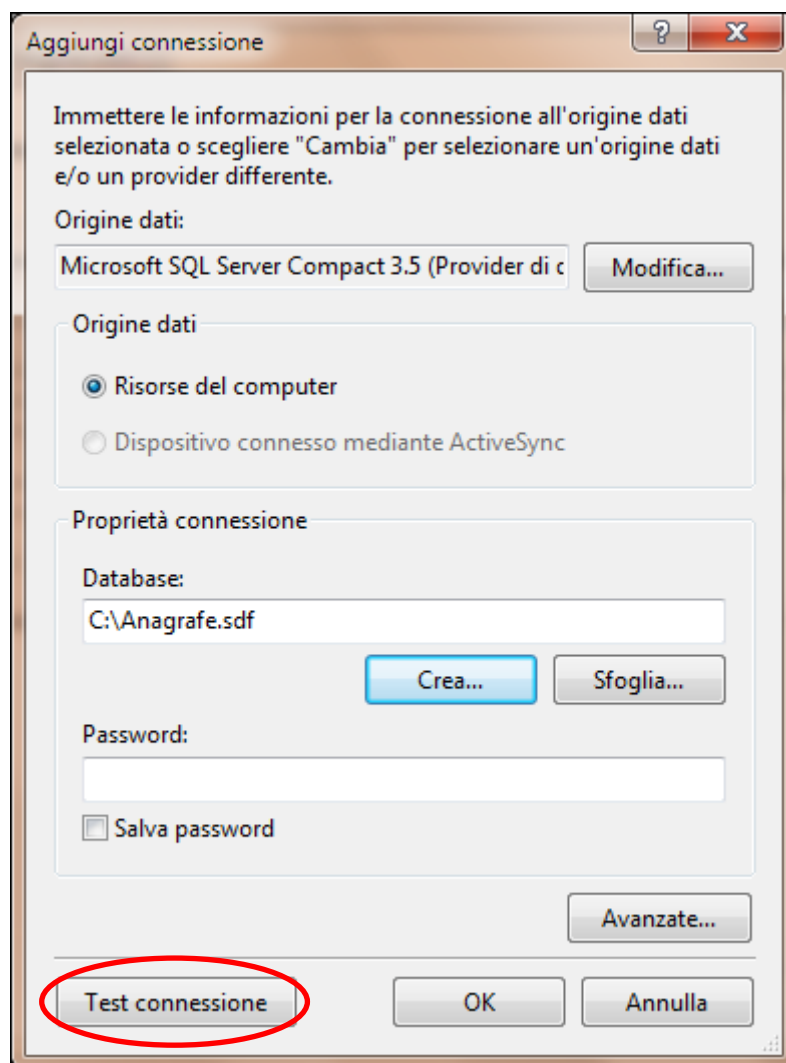 Aggiungi connessione
?
Immettere le informazioni per la connessione all'origine dati
selezionata o scegliere "Cambia" per selezionare un'origine dati
e/o un provider differente.
Origine dati:
Microsoft SQL Server Compact 3.5 (Provider di c
Modifica...
Origine dati
Risorse del computer
Dispositivo connesso mediante ActiveSync
Proprietà connessione
Database:
C:\Anagrafe.sdf
Crea...
Sfoglia...
Password:
Salva password
Avanzate...
Test connessione
OK
Annulla